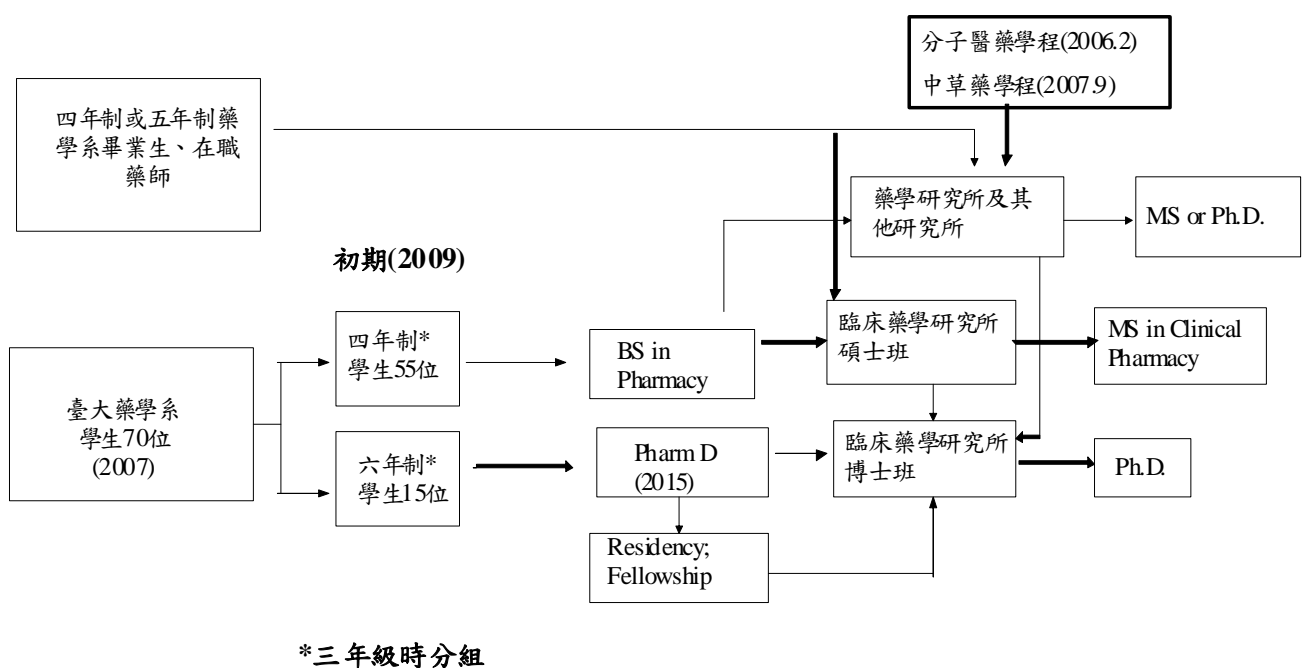 分子醫藥學程(2006.2)
中草藥學程(2007.9)
四年制或五年制藥
學系畢業生、在職
藥師
藥學研究所及其
他研究所
MS or Ph.D.
初期(2009)
四年制*
學生55位
BS in
Pharmacy
臨床藥學研究所
碩士班
MS in Clinical
Pharmacy
臺大藥學系
學生70位
(2007)
六年制*
學生15位
Pharm D
(2015)
臨床藥學研究所
博士班
Ph.D.
Residency;
Fellowship
*三年級時分組